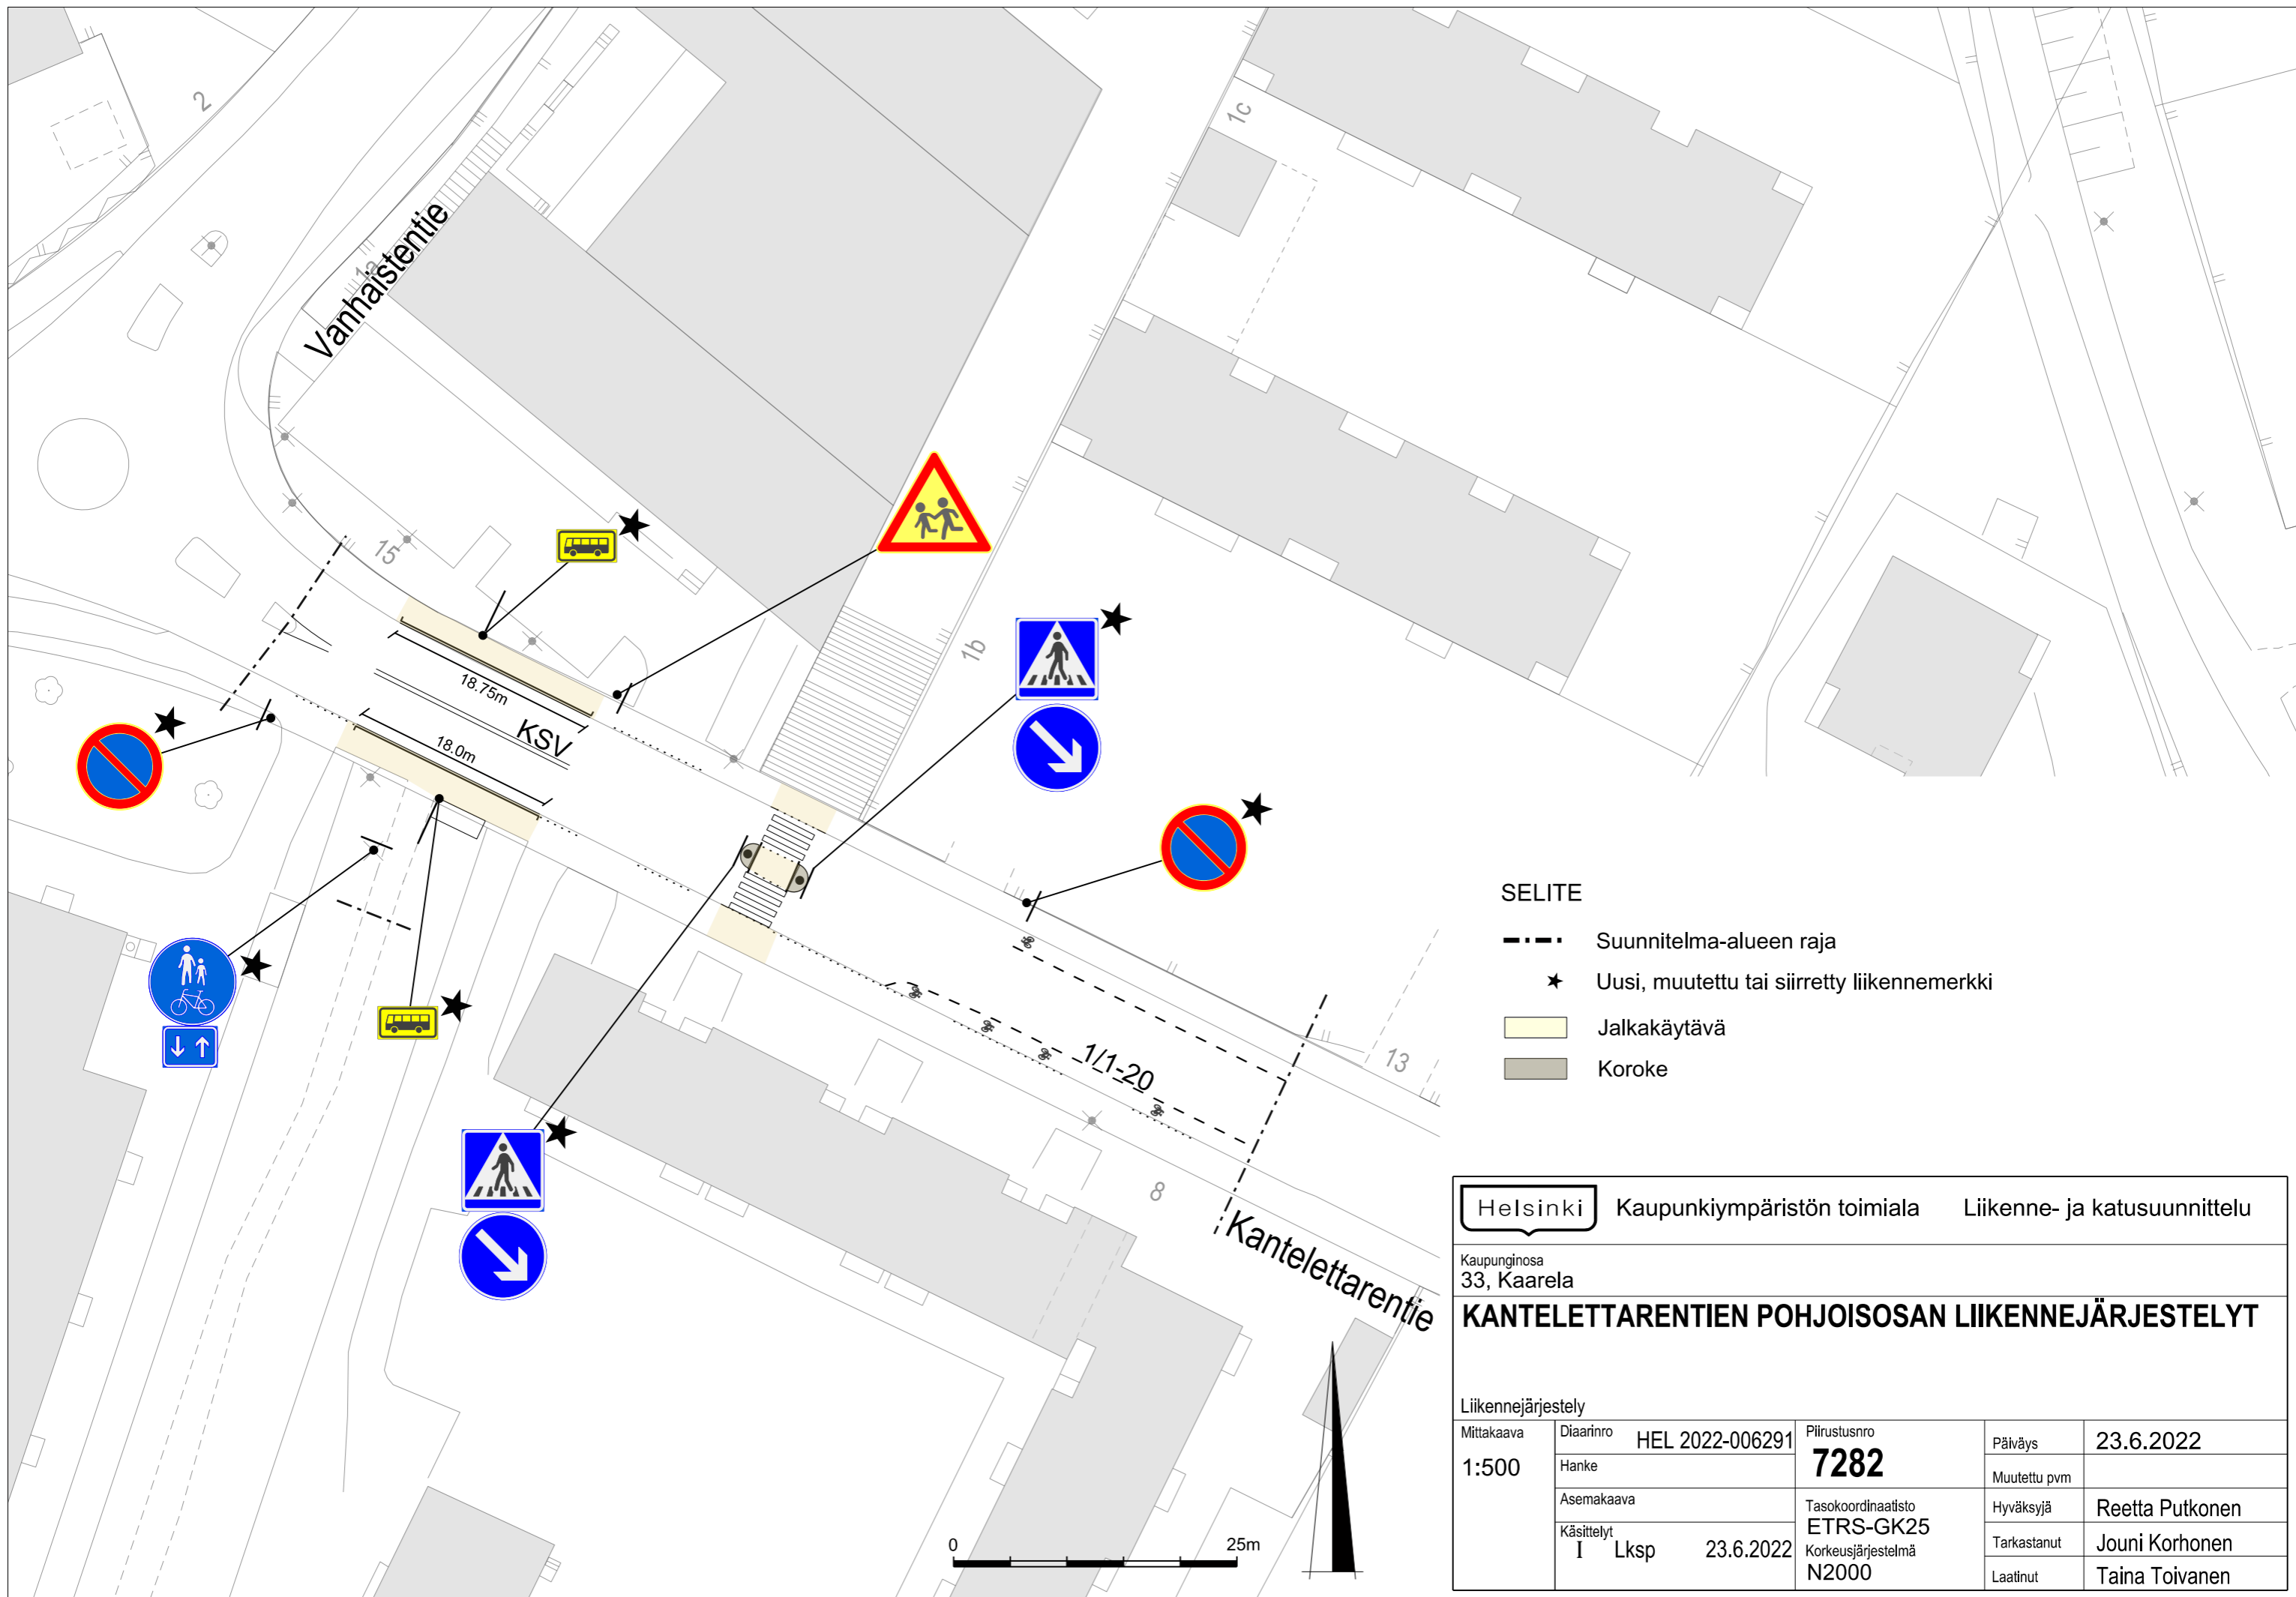 2
1c
Vanhaistentie
1a
15
1b
18.75m
KSV
18.0m
1/1-20
13
8
Kantelettarentie
0 25m
SELITE
Suunnitelma-alueen raja
Uusi, muutettu tai siirretty liikennemerkki
Jalkakäytävä
Koroke
Helsinki Kaupunkiympäristön toimiala Liikenne- ja katusuunnittelu
Kaupunginosa
33, Kaarela
KANTELETTARENTIEN POHJOISOSAN LIIKENNEJÄRJESTELYT
Liikennejärjestely
Mittakaava
1:500
Diaarinro HEL 2022-006291
Hanke
Asemakaava
Käsittelyt
I Lksp 23.6.2022
Piirustusnro
7282
Tasokoordinaatisto
ETRS-GK25
Korkeusjärjestelmä
N2000
Päiväys 23.6.2022
Muutettu pvm
Hyväksyjä Reetta Putkonen
Tarkastanut Jouni Korhonen
Laatinut Taina Toivanen